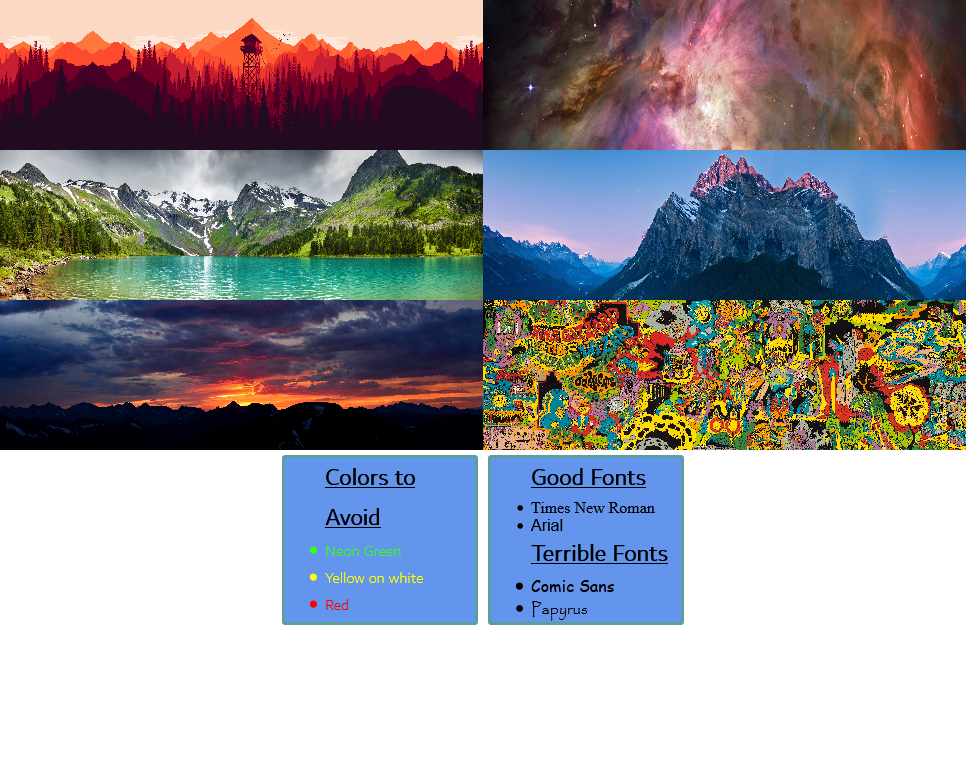 Colors to
Avoid
Neon Green
Yellow on white
Red
Good Fonts
Times New Roman
Arial
Terrible Fonts
Comic Sans
Papyrus